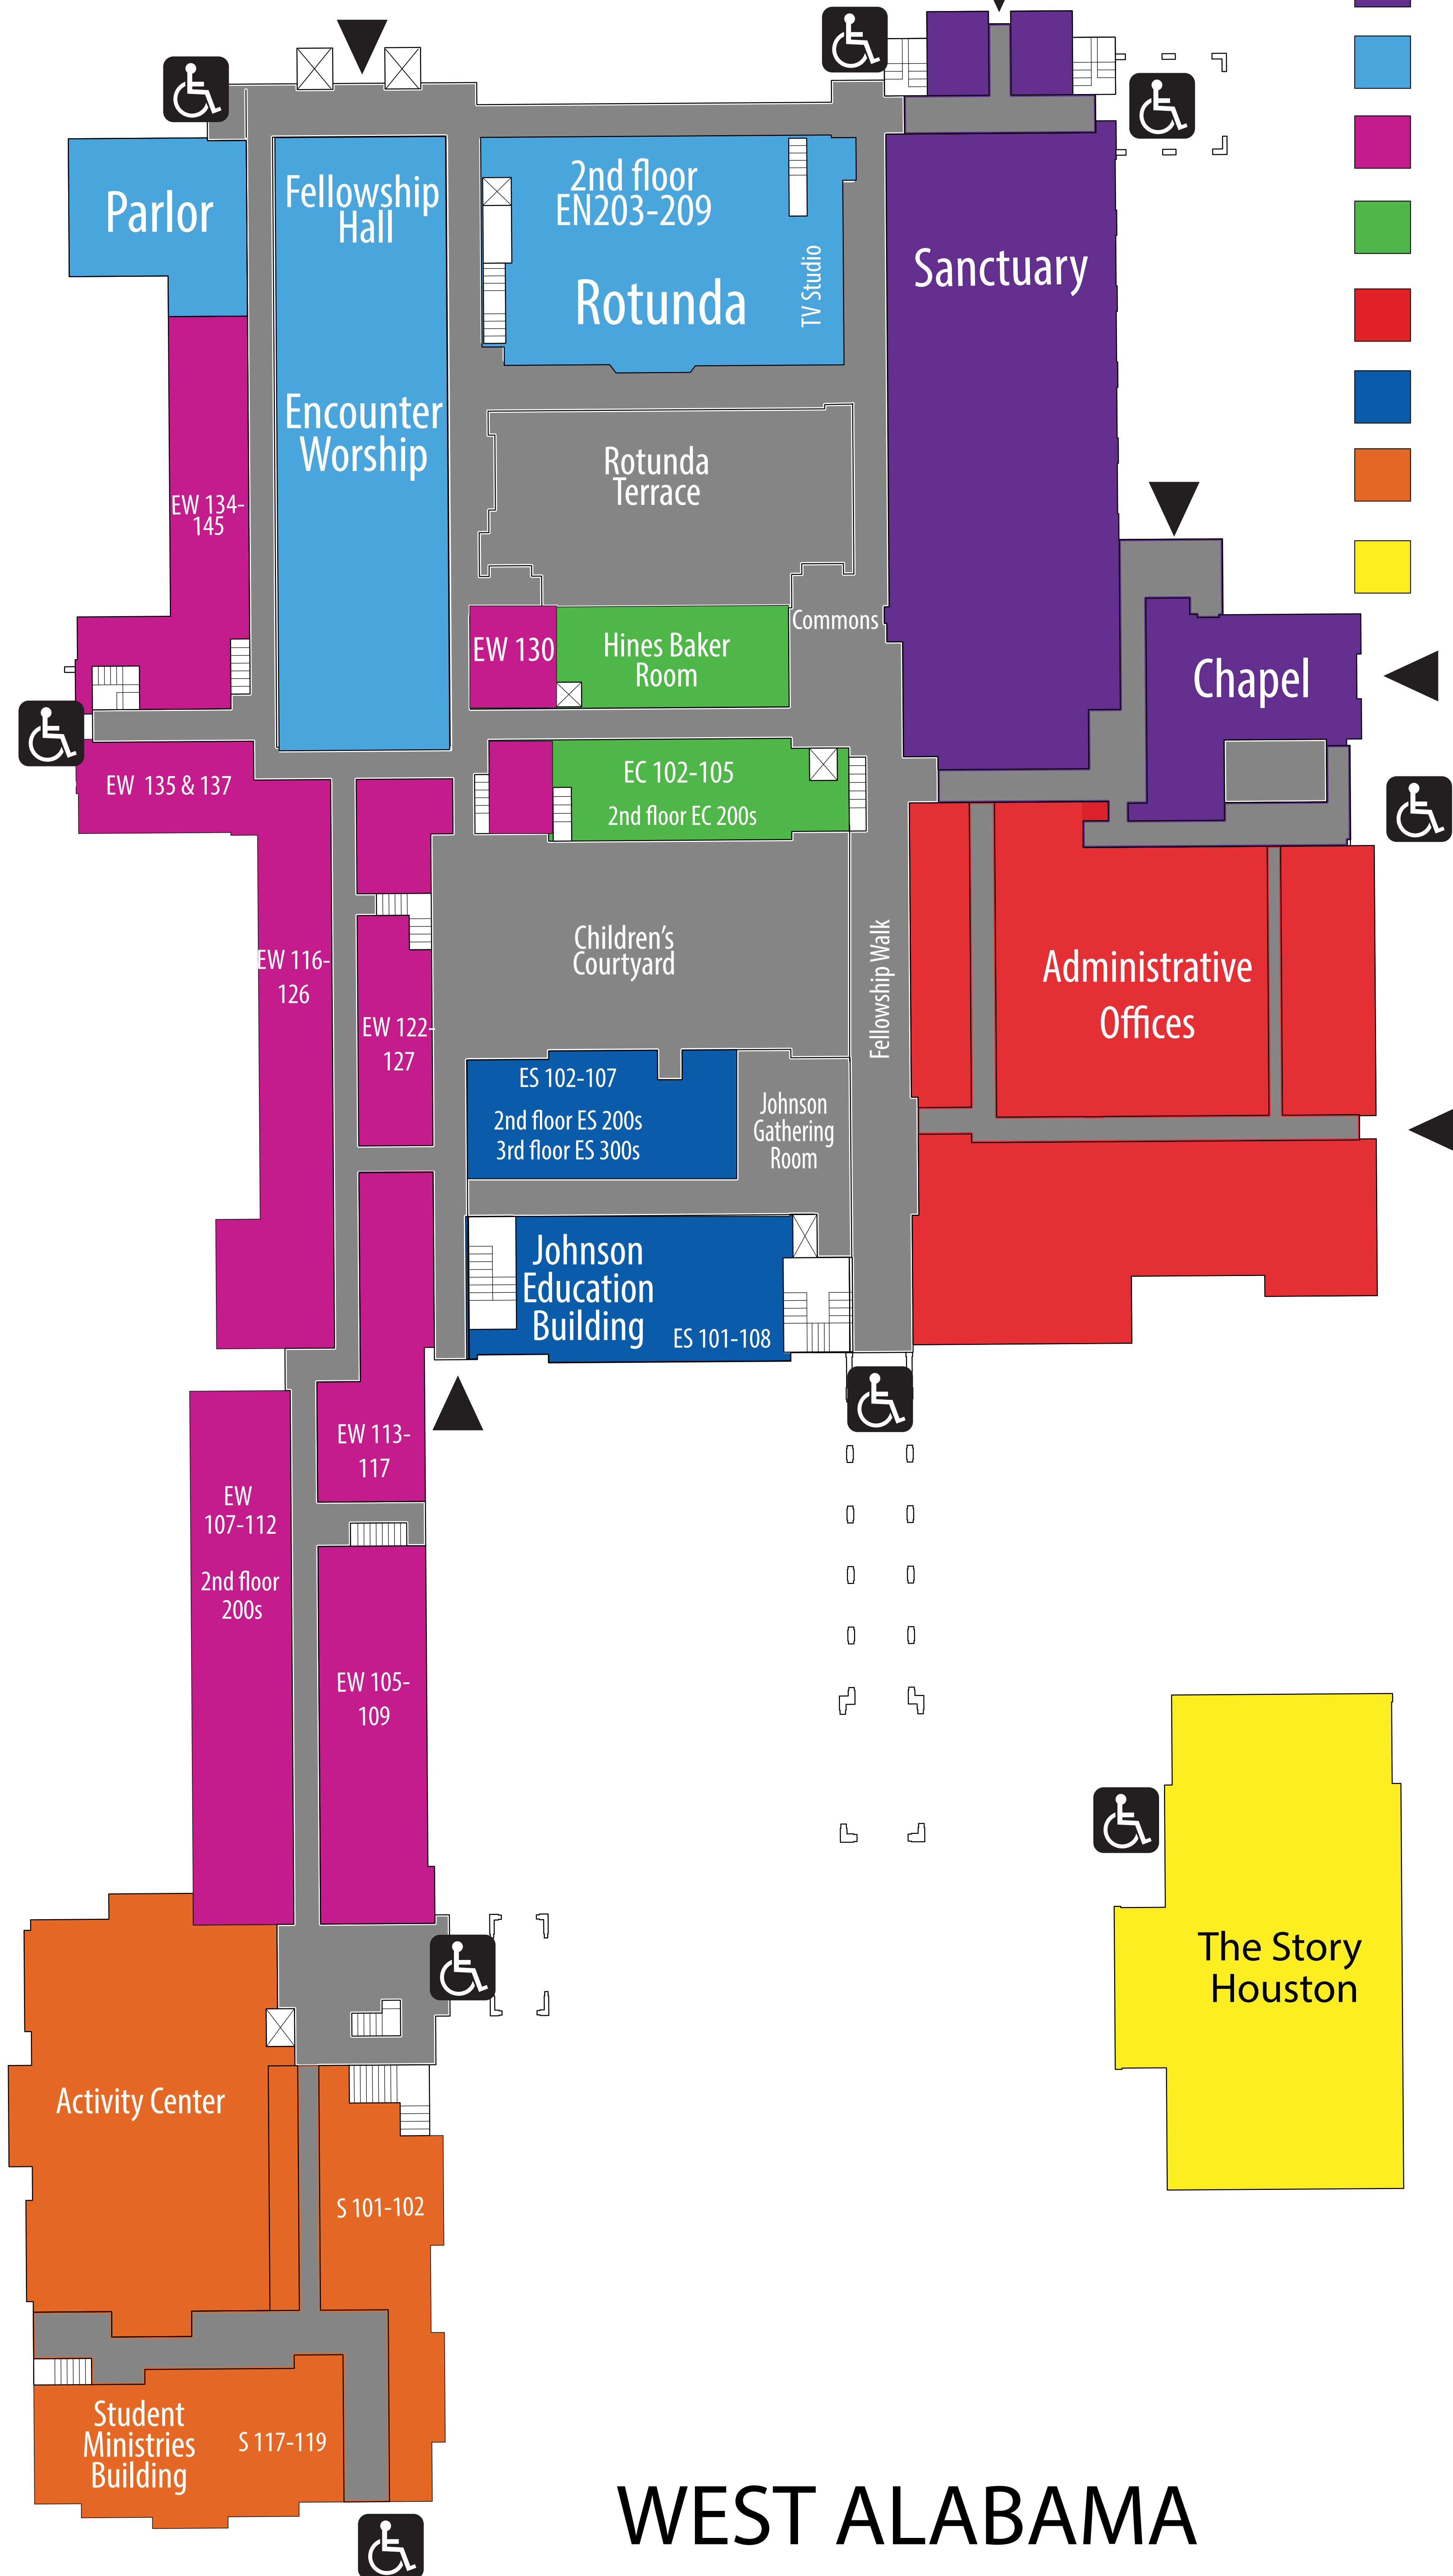 Parlor
Fellowship
Hall
2nd floor
EN203-209
Rotunda
TV Studio
Sanctuary
Encounter
Worship
Rotunda
Terrace
EW 134-
145
EW 130
Hines Baker
Room
Commons
Chapel
EW 135 & 137
EC 102-105
2nd floor EC 200s
EW 116-
126
EW 122-
127
Children's
Courtyard
Fellowship Walk
Administrative
Offices
ES 102-107
2nd floor ES 200s
3rd floor ES 300s
Johnson
Gathering
Room
Johnson
Education
Building
ES 101-108
EW 113-
117
EW
107-112
2nd floor
200s
EW 105-
109
The Story
Houston
Activity Center
S 101-102
Student
Ministries
Building
S 117-119
WEST ALABAMA